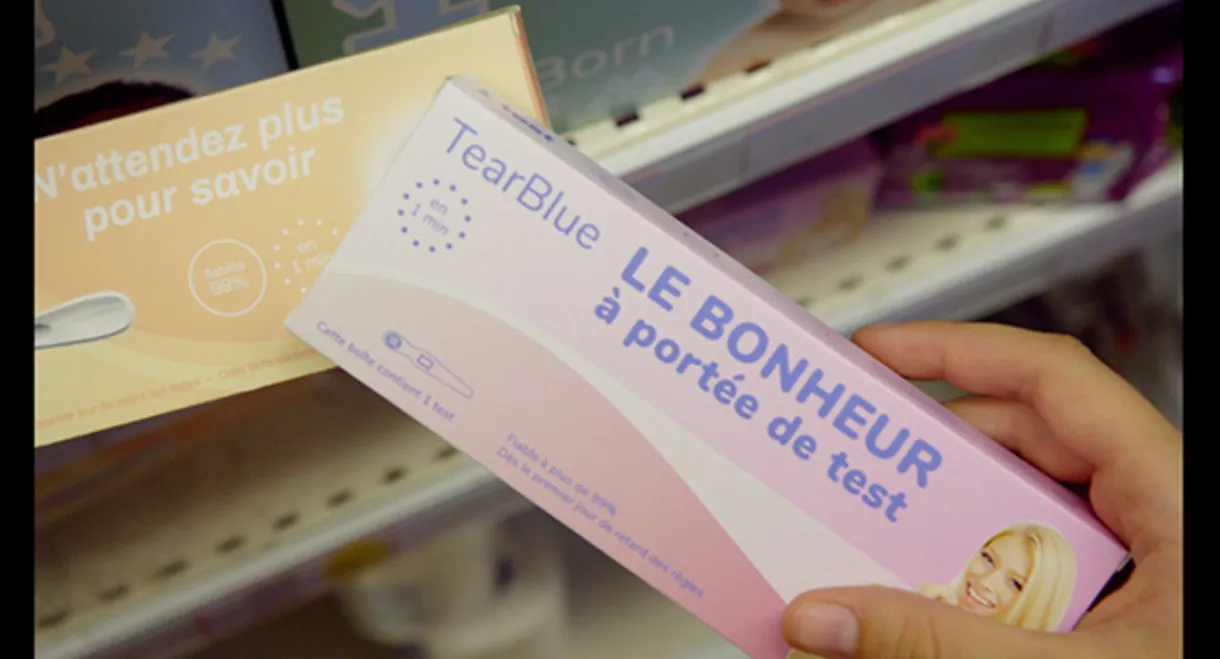 Born
N'attendez plus
pour savoir
fiabilité
99%
en
1 min
TearBlue
en
1 min
LE BONHEUR
à portée de test
Cette boîte contient 1 test
Fiable à plus de 99%
Dès le premier jour de retard des règles